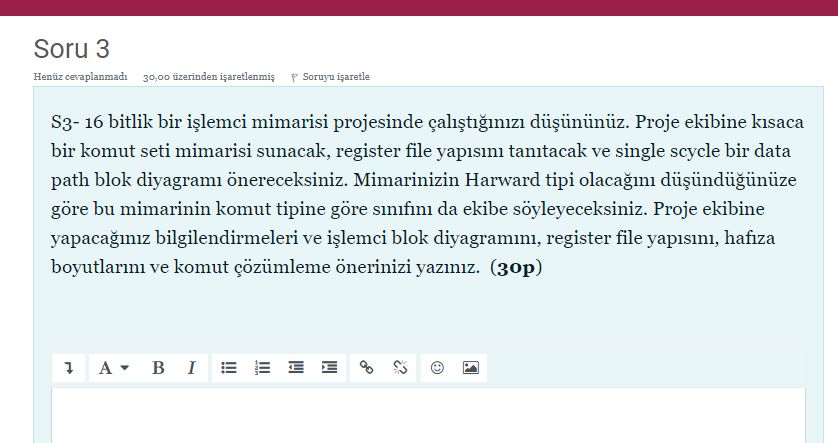 Soru 3
Henüz cevaplanmadı 30,00 üzerinden işaretlenmiş Soruyu işaretle
S3- 16 bitlik bir işlemci mimarisi projesinde çalıştığınızı düşününüz. Proje ekibine kısaca
bir komut seti mimarisi sunacak, register file yapısını tanıtacak ve single scycle bir data
path blok diyagramı önereceksiniz. Mimarinizin Harward tipi olacağını düşündüğünüze
göre bu mimarinin komut tipine göre sınıfını da ekibe söyleyeceksiniz. Proje ekibine
yapacağınız bilgilendirmeleri ve işlemci blok diyagramını, register file yapısını, hafıza
boyutlarını ve komut çözümleme önerinizi yazınız. (30p)
A B I